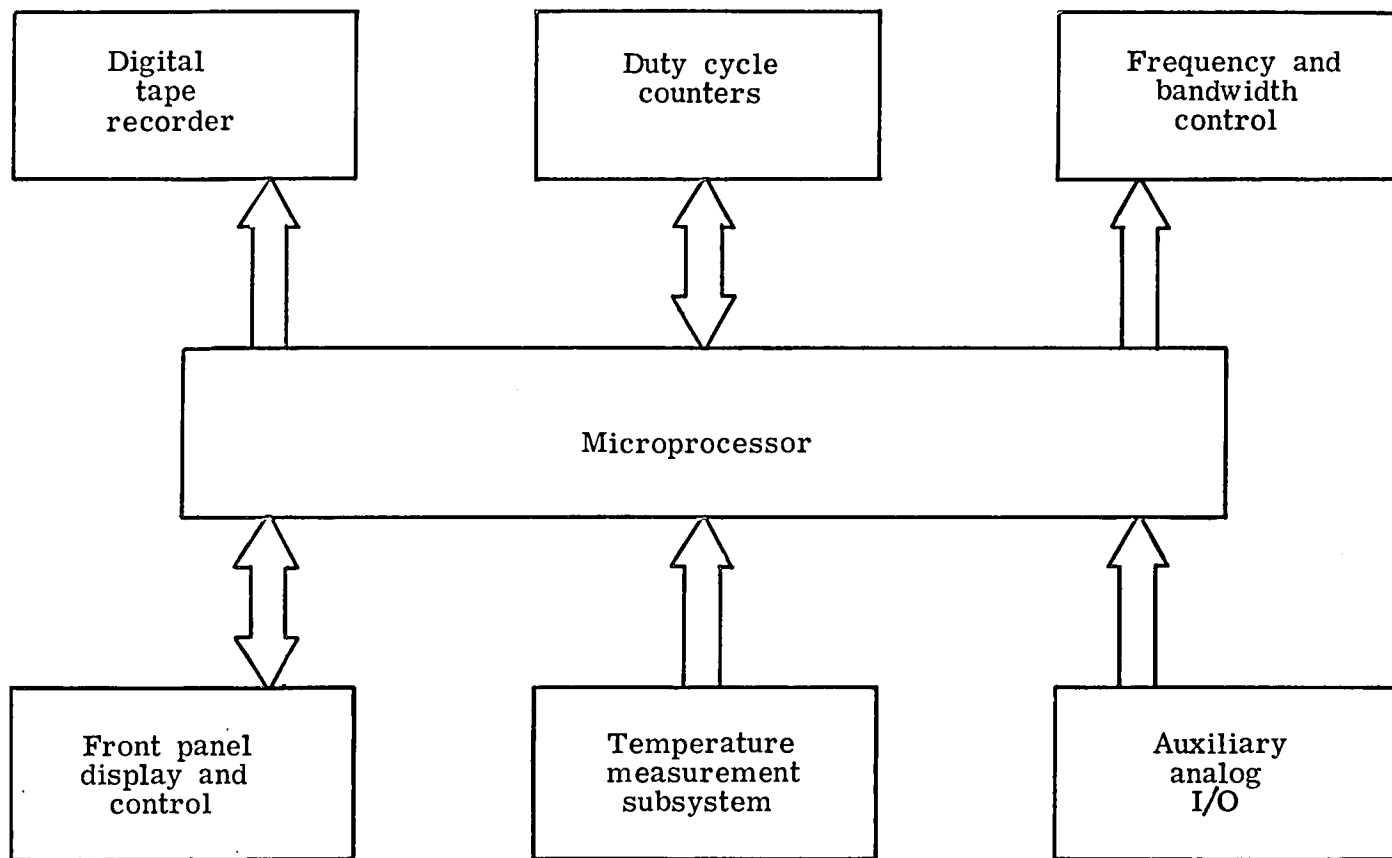 Digital
tape
recorder
Duty cycle
counters
Frequency and
bandwidth
control
Microprocessor
Front panel
display and
control
Temperature
measurement
subsystem
Auxiliary
analog
I/O